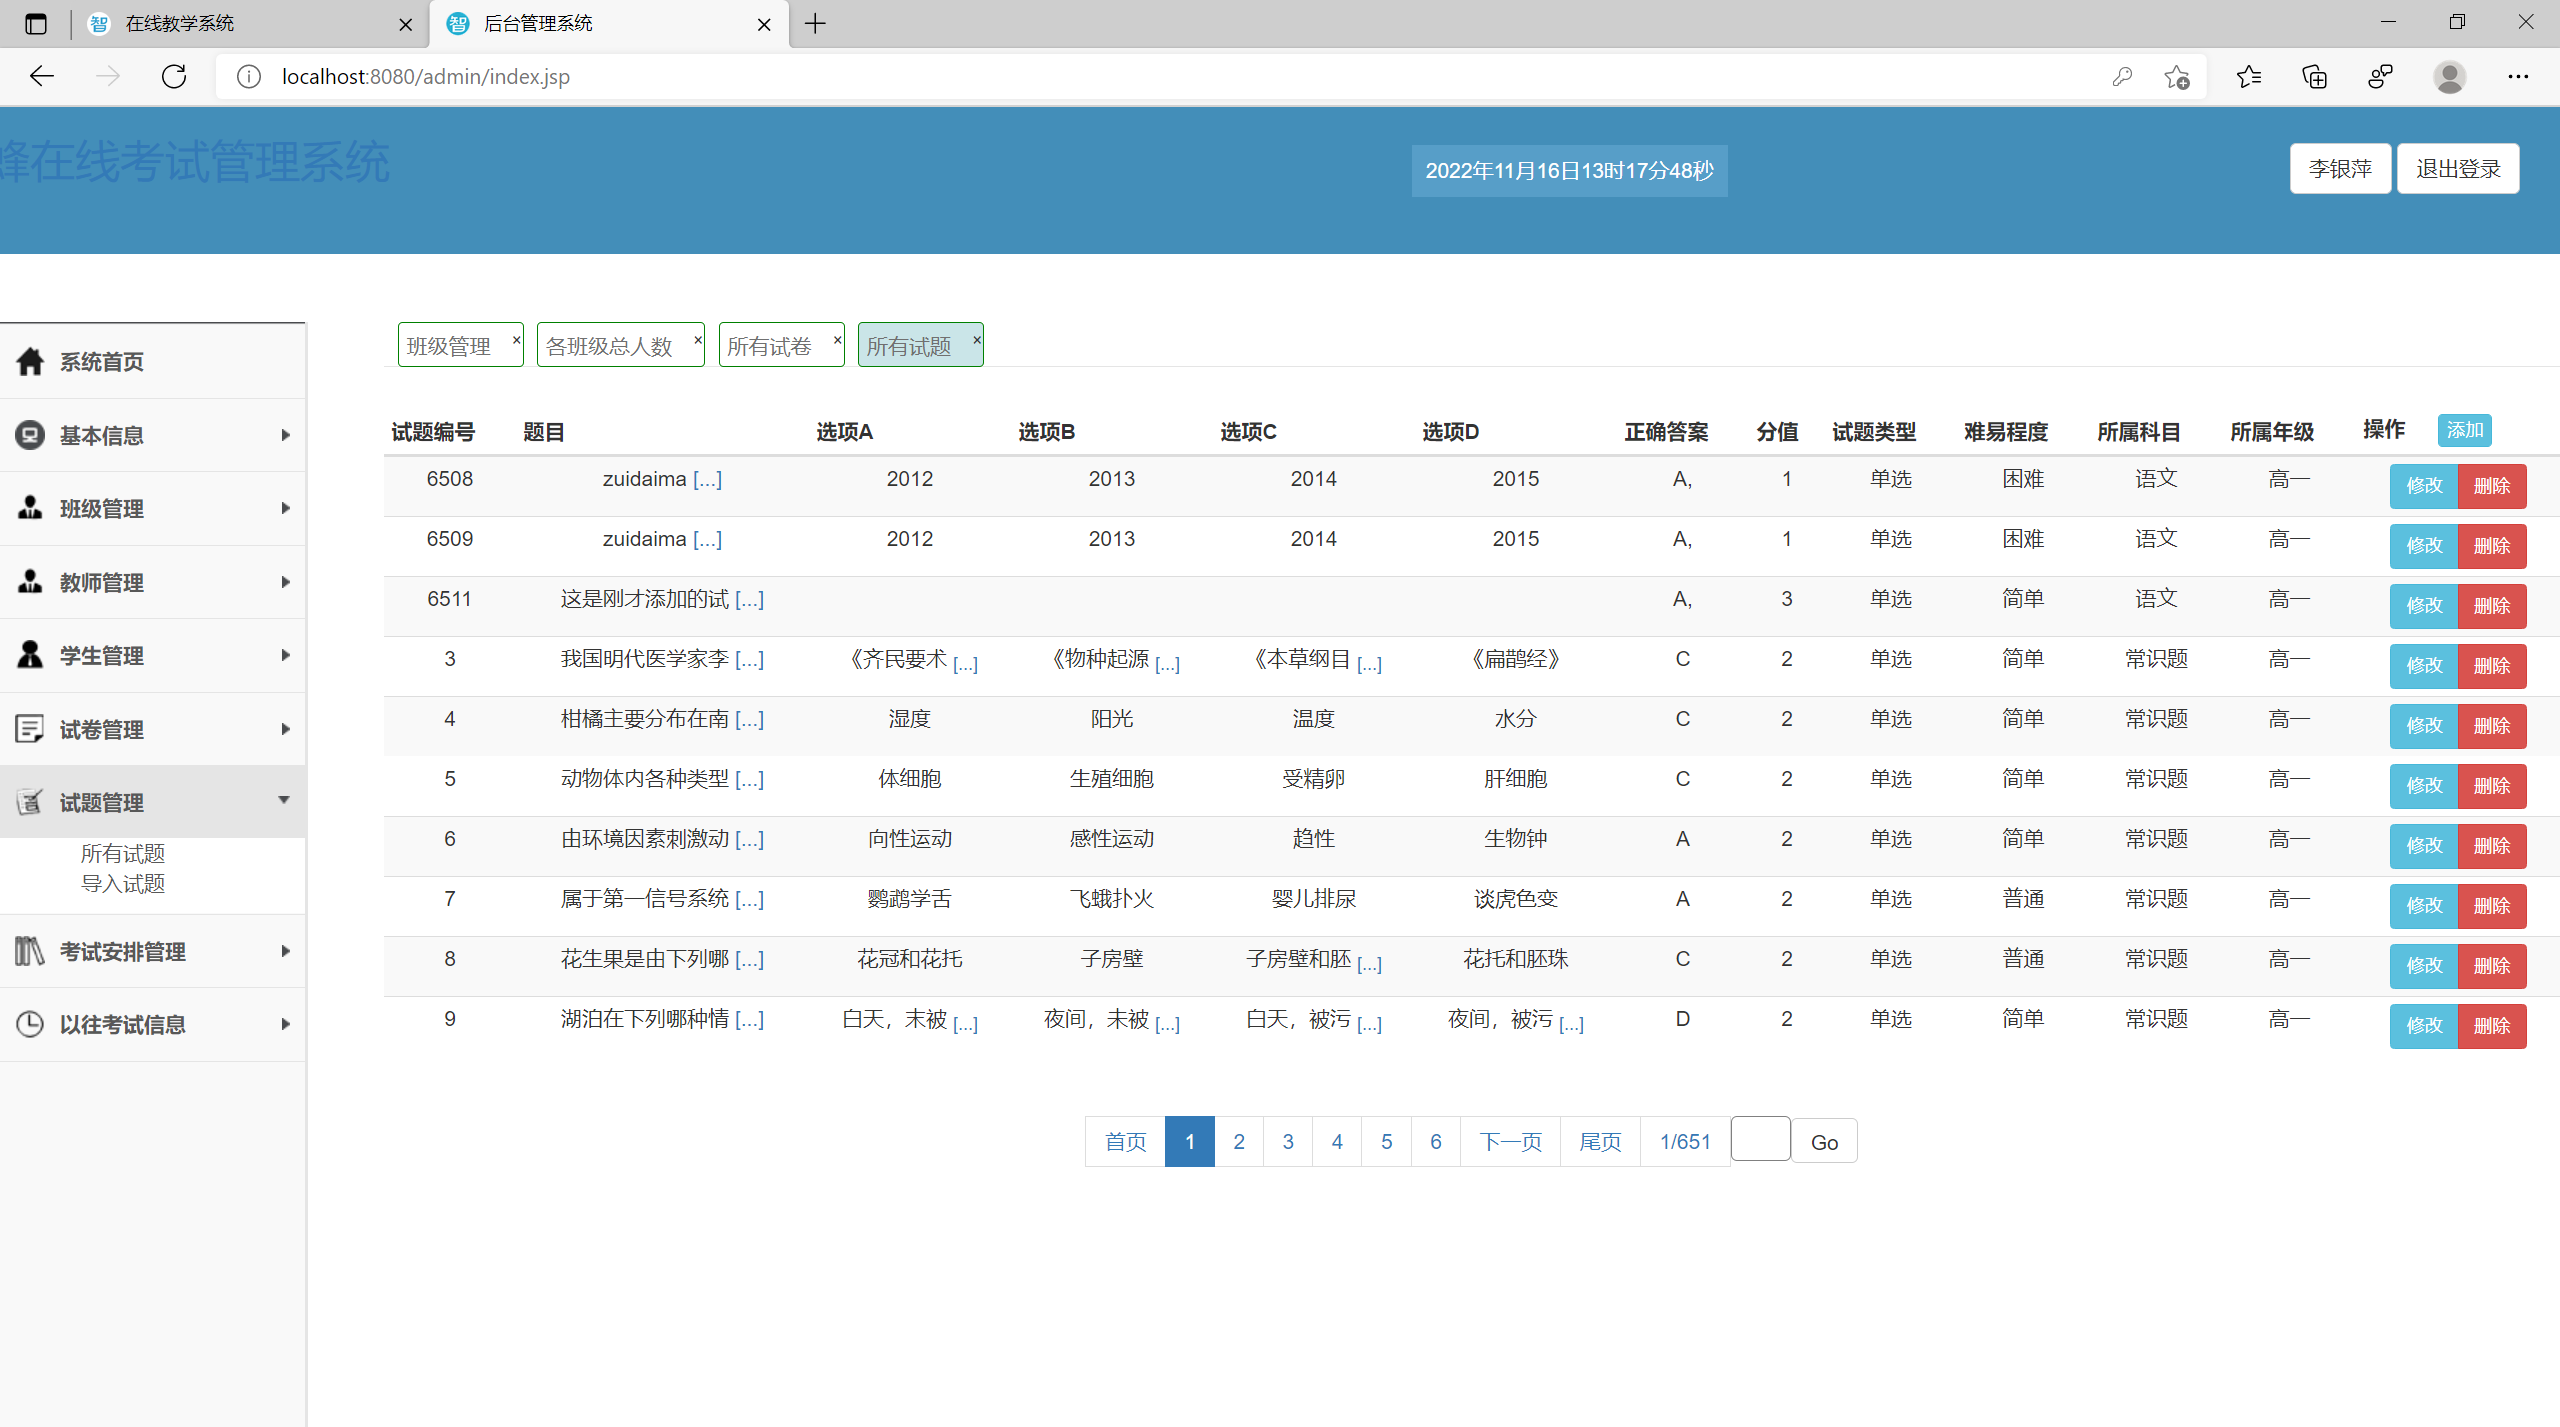 在线教学系统
后台管理系统
localhost:8080/admin/index.jsp
蜂在线考试管理系统
2022年11月16日13时17分48秒
李银萍 退出登录
班级管理 × 各班级总人数 × 所有试卷 × 所有试题 ×
系统首页
基本信息
班级管理
教师管理
学生管理
试卷管理
试题管理
所有试题
导入试题
考试安排管理
以往考试信息
试题编号 题目 选项A 选项B 选项C 选项D 正确答案 分值 试题类型 难易程度 所属科目 所属年级 操作 添加
6508 zuidaima [...] 2012 2013 2014 2015 A, 1 单选 困难 语文 高一 修改 删除
6509 zuidaima [...] 2012 2013 2014 2015 A, 1 单选 困难 语文 高一 修改 删除
6511 这是刚才添加的试 [...] A, 3 单选 简单 语文 高一 修改 删除
3 我国明代医学家李 [...] 《齐民要术 [...] 《物种起源 [...] 《本草纲目 [...] 《扁鹊经》 C 2 单选 简单 常识题 高一 修改 删除
4 柑橘主要分布在南 [...] 湿度 阳光 温度 水分 C 2 单选 简单 常识题 高一 修改 删除
5 动物体内各种类型 [...] 体细胞 生殖细胞 受精卵 肝细胞 C 2 单选 简单 常识题 高一 修改 删除
6 由环境因素刺激动 [...] 向性运动 感性运动 趋性 生物钟 A 2 单选 简单 常识题 高一 修改 删除
7 属于第一信号系统 [...] 鹦鹉学舌 飞蛾扑火 婴儿排尿 谈虎色变 A 2 单选 普通 常识题 高一 修改 删除
8 花生果是由下列哪 [...] 花冠和花托 子房壁 子房壁和胚 [...] 花托和胚珠 C 2 单选 普通 常识题 高一 修改 删除
9 湖泊在下列哪种情 [...] 白天，末被 [...] 夜间，未被 [...] 白天，被污 [...] 夜间，被污 [...] D 2 单选 简单 常识题 高一 修改 删除
首页 1 2 3 4 5 6 下一页 尾页 1/651 Go